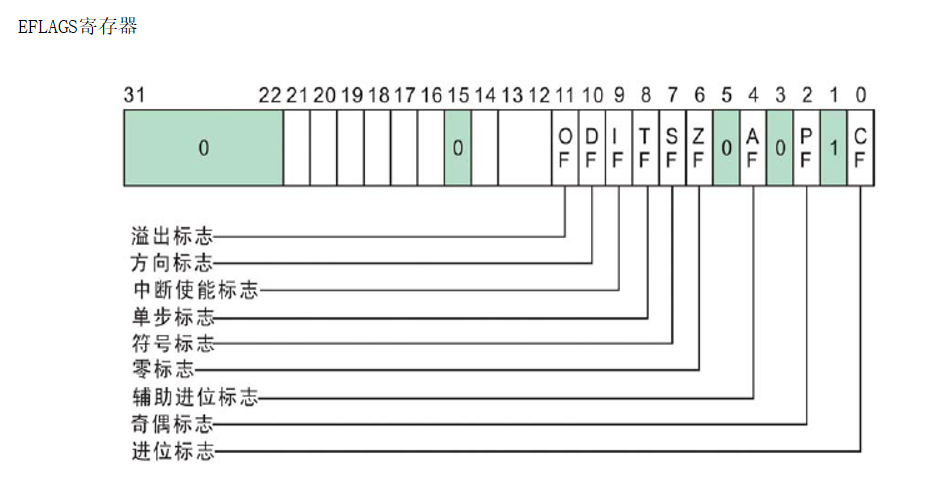 EFLAGS寄存器
31 22 21 20 19 18 17 16 15 14 13 12 11 10 9 8 7 6 5 4 3 2 1 0
0 0 OF DF IF TF SF ZF 0 AF 0 PF 1 CF
溢出标志
方向标志
中断使能标志
单步标志
符号标志
零标志
辅助进位标志
奇偶标志
进位标志